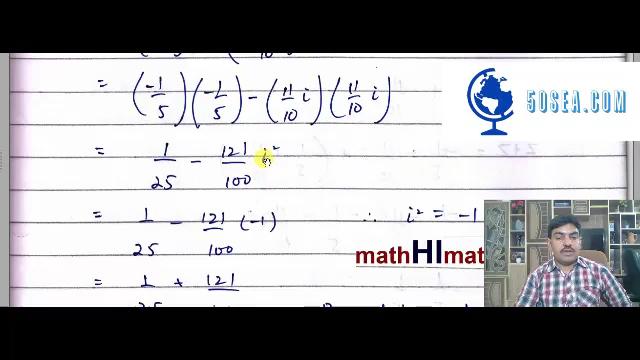 = (-1/5) (-1/5) - (11/10 i) (11/10 i)
50SEA.COM
= 1/25 - 121/100 i²
= 1/25 - 121/100 (-1) ∴ i² = -1
mathHImat
= 1 + 121